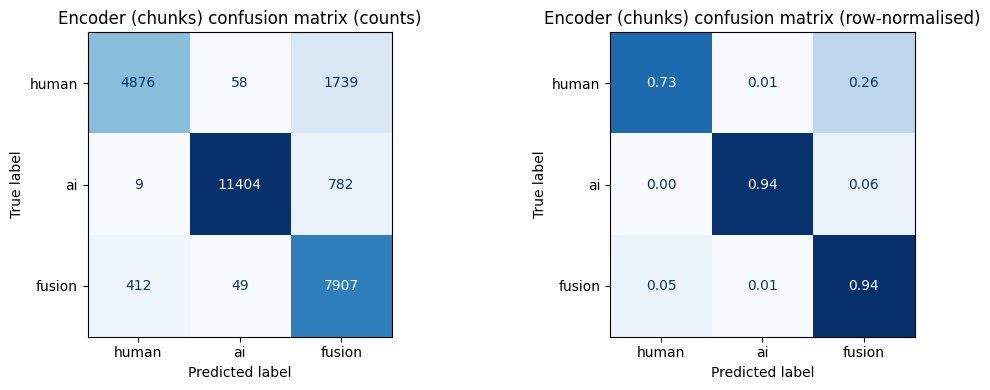 Encoder (chunks) confusion matrix (counts)
human 4876 58 1739
ai 9 11404 782
fusion 412 49 7907
human ai fusion
True label
Predicted label
Encoder (chunks) confusion matrix (row-normalised)
human 0.73 0.01 0.26
ai 0.00 0.94 0.06
fusion 0.05 0.01 0.94
human ai fusion
True label
Predicted label